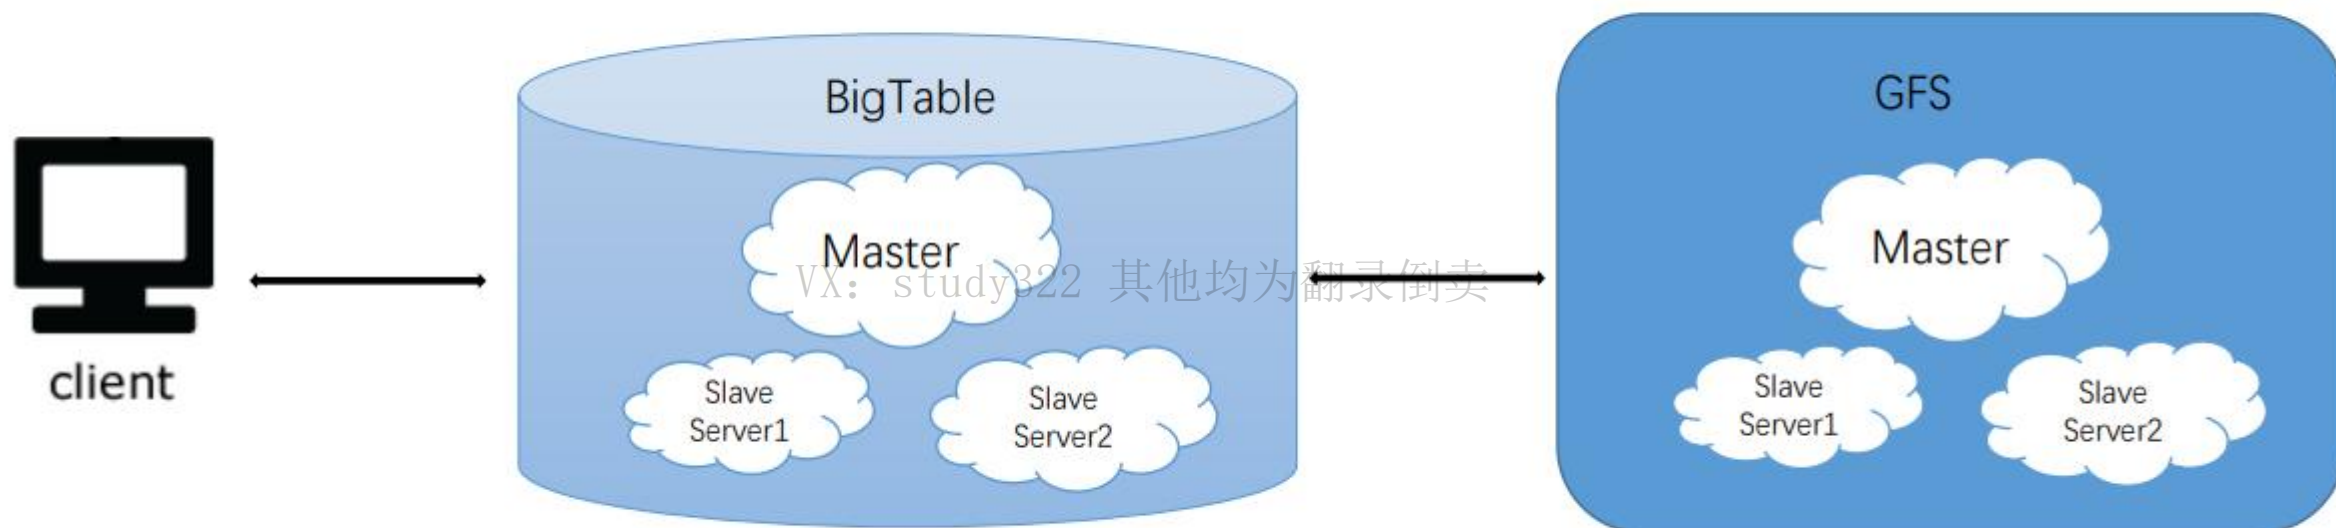 BigTable
GFS
Master
Master
VX: study322 其他均为翻录倒卖
client
Slave
Server1
Slave
Server2
Slave
Server1
Slave
Server2